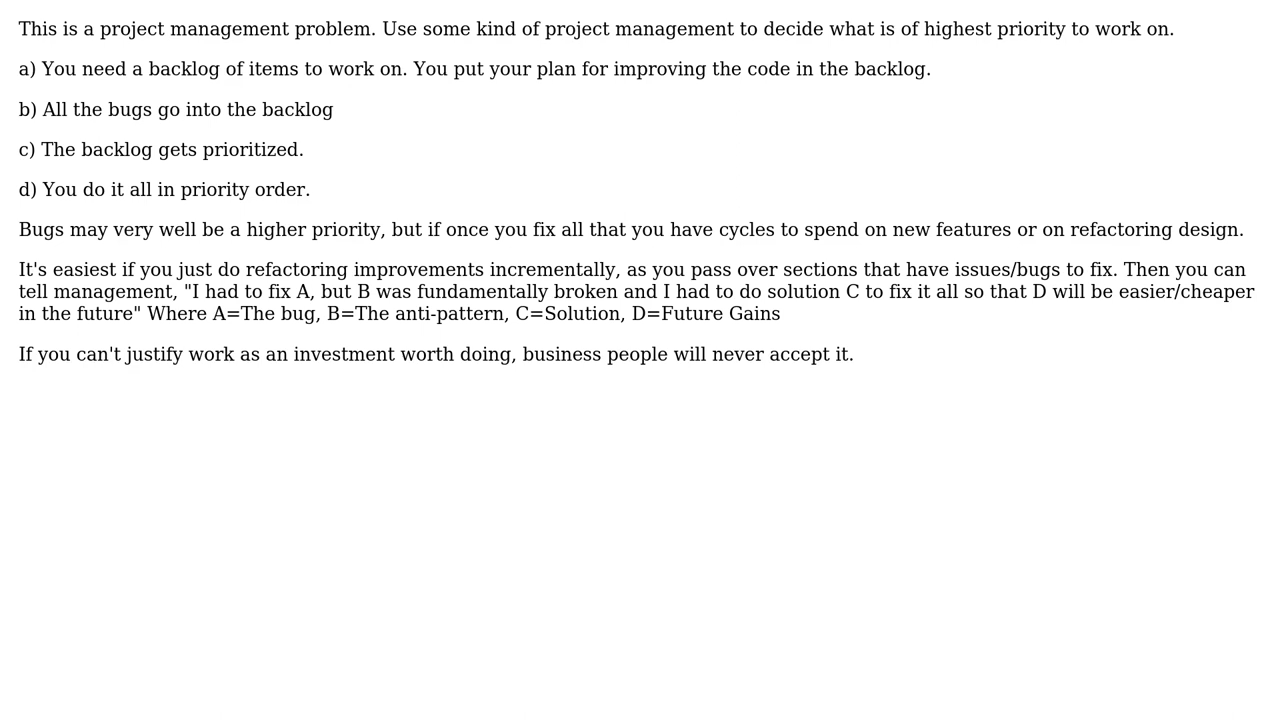 This is a project management problem. Use some kind of project management to decide what is of highest priority to work on.
a) You need a backlog of items to work on. You put your plan for improving the code in the backlog.
b) All the bugs go into the backlog
c) The backlog gets prioritized.
d) You do it all in priority order.
Bugs may very well be a higher priority, but if once you fix all that you have cycles to spend on new features or on refactoring design.
It's easiest if you just do refactoring improvements incrementally, as you pass over sections that have issues/bugs to fix. Then you can
tell management, "I had to fix A, but B was fundamentally broken and I had to do solution C to fix it all so that D will be easier/cheaper
in the future" Where A=The bug, B=The anti-pattern, C=Solution, D=Future Gains
If you can't justify work as an investment worth doing, business people will never accept it.